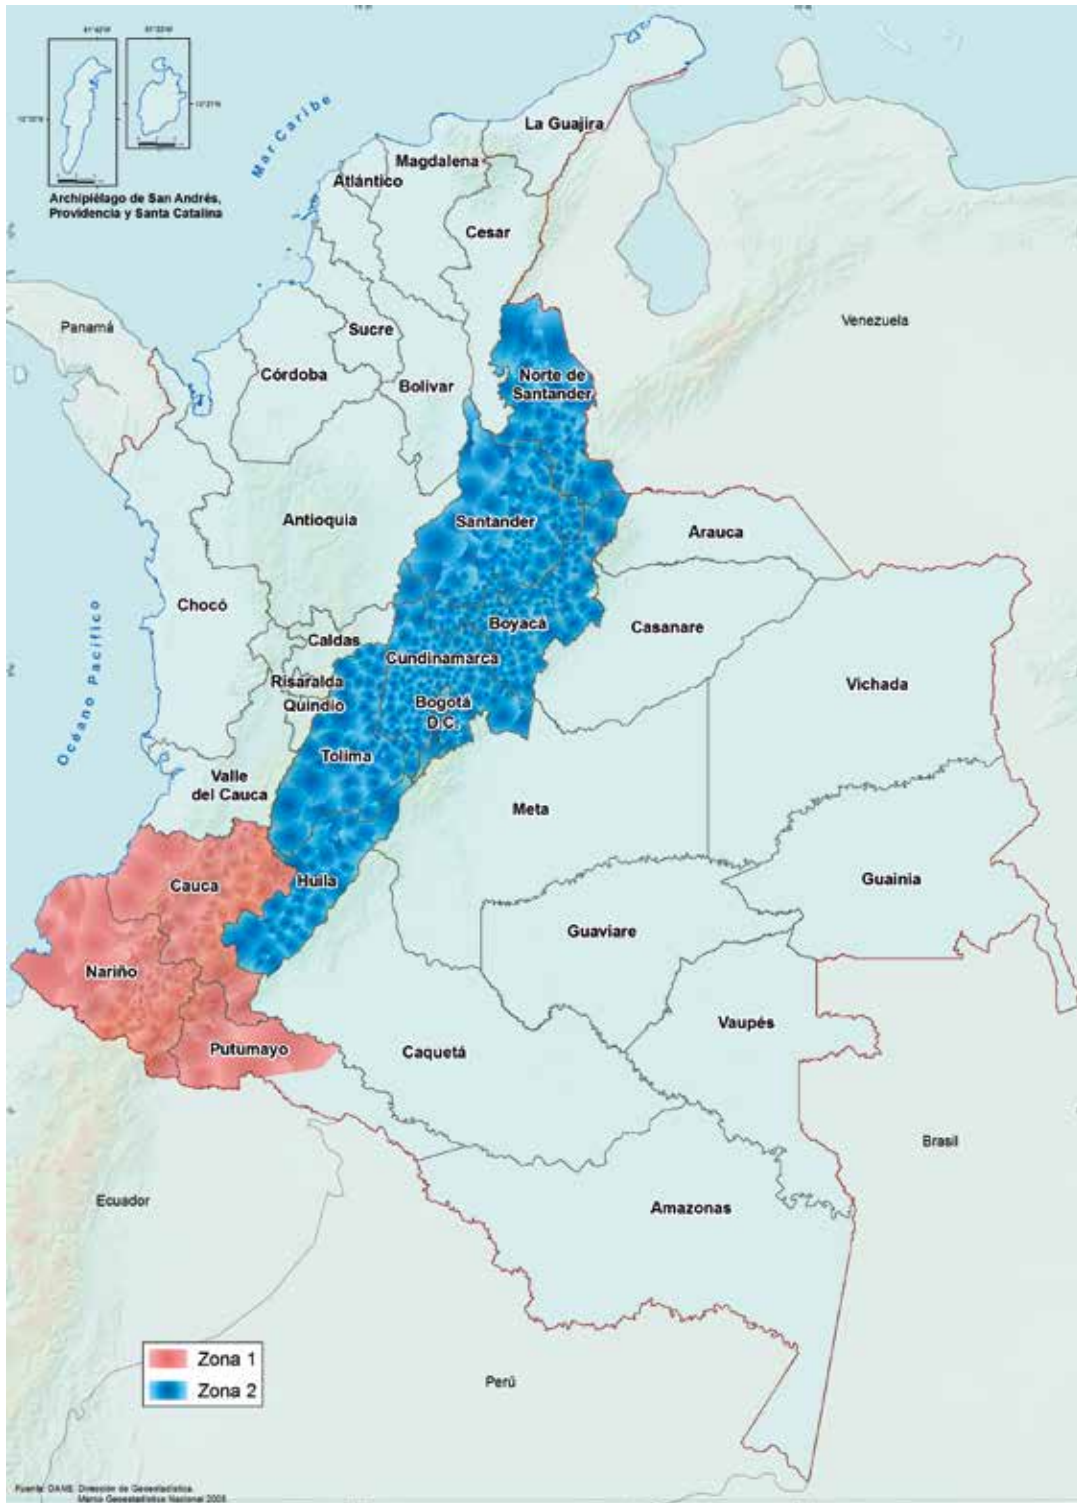 Mar Caribe
Archipiélago de San Andrés,
Providencia y Santa Catalina
La Guajira
Magdalena
Atlántico
Cesar
Panamá
Sucre
Venezuela
Córdoba
Bolívar
Norte de
Santander
Antioquia
Santander
Arauca
Chocó
Océano Pacífico
Boyacá
Casanare
Caldas
Cundinamarca
Risaralda
Vichada
Quindío
Bogotá
D.C.
Tolima
Valle
del Cauca
Meta
Cauca
Huila
Guainia
Guaviare
Nariño
Vaupés
Putumayo
Caquetá
Brasil
Ecuador
Amazonas
Zona 1
Zona 2
Perú
Fuente: DANE. Dirección de Geoestadística.
Marco Geoestadístico Nacional